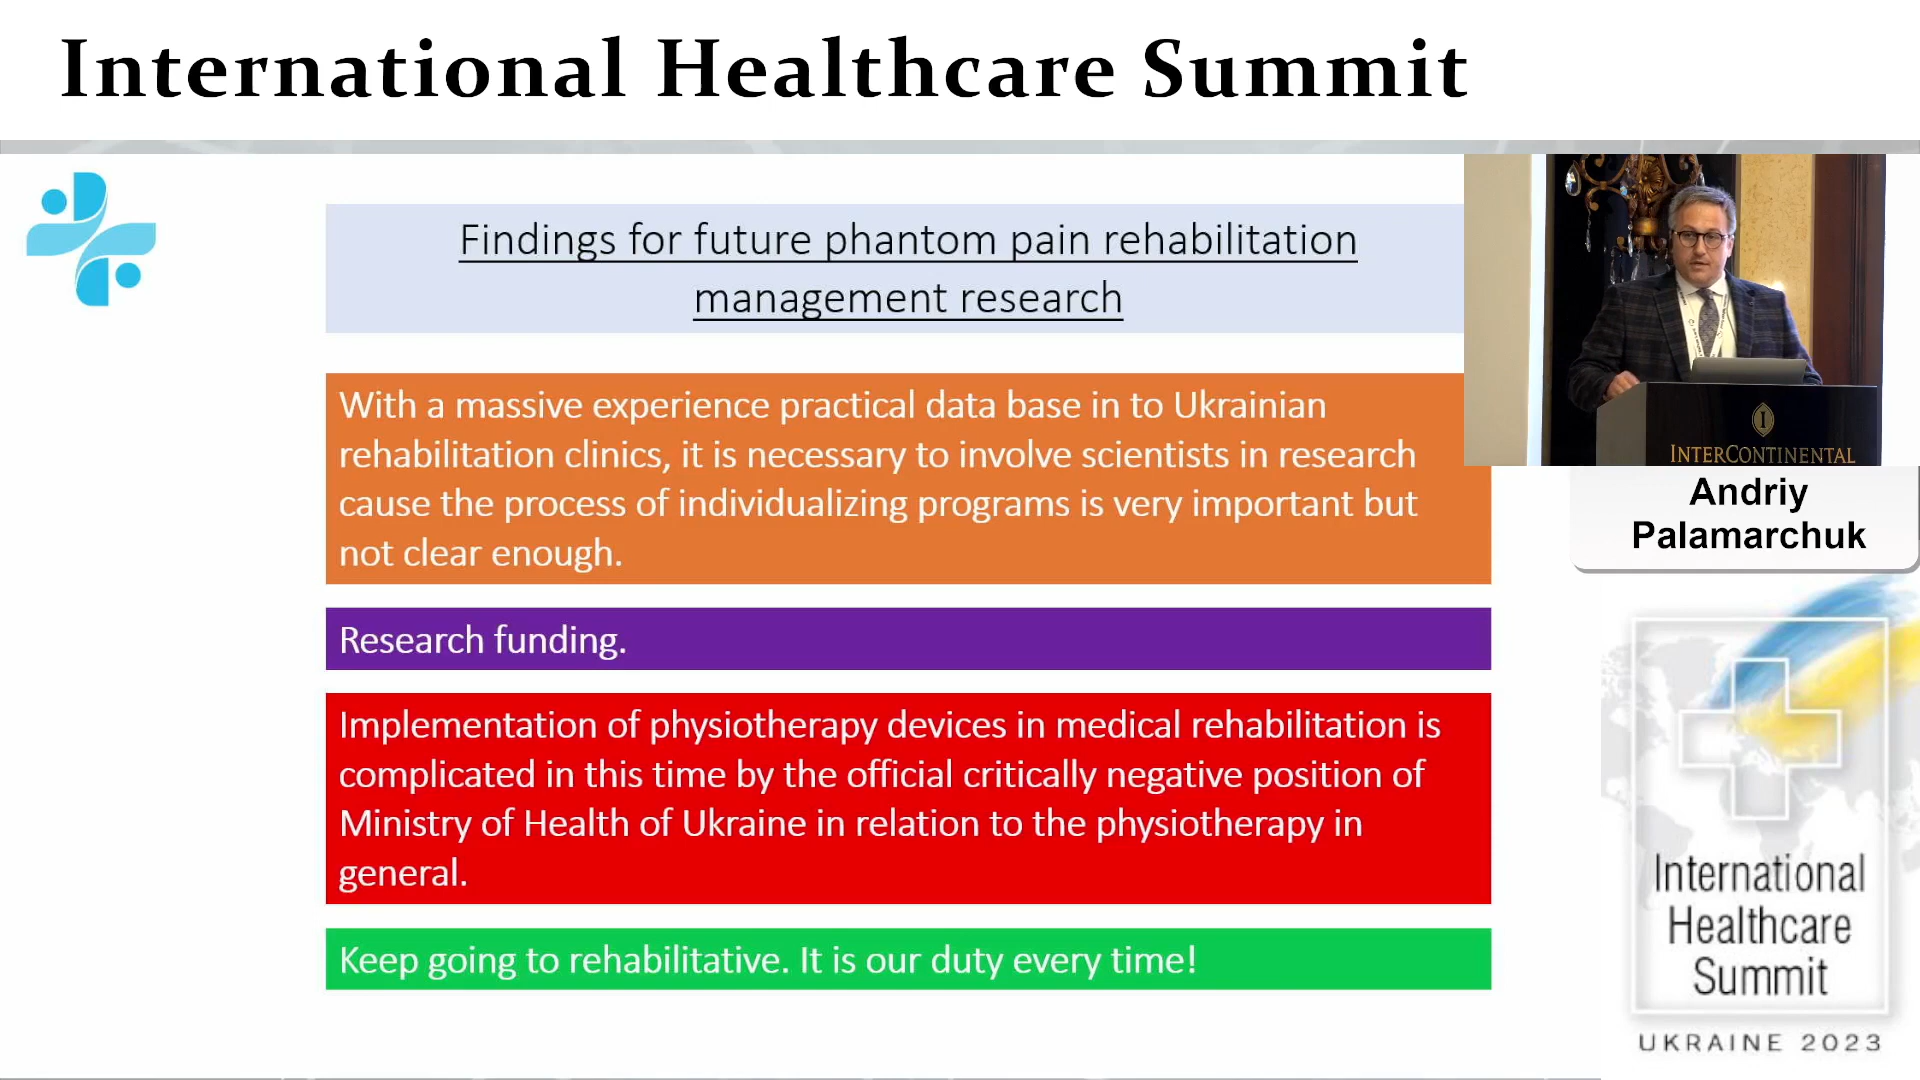 International Healthcare Summit
Findings for future phantom pain rehabilitation
management research
With a massive experience practical data base in to Ukrainian
rehabilitation clinics, it is necessary to involve scientists in research
cause the process of individualizing programs is very important but
not clear enough.
Research funding.
Implementation of physiotherapy devices in medical rehabilitation is
complicated in this time by the official critically negative position of
Ministry of Health of Ukraine in relation to the physiotherapy in
general.
Keep going to rehabilitative. It is our duty every time!
I
INTERCONTINENTAL
Andriy
Palamarchuk
International
Healthcare
Summit
UKRAINE 2023